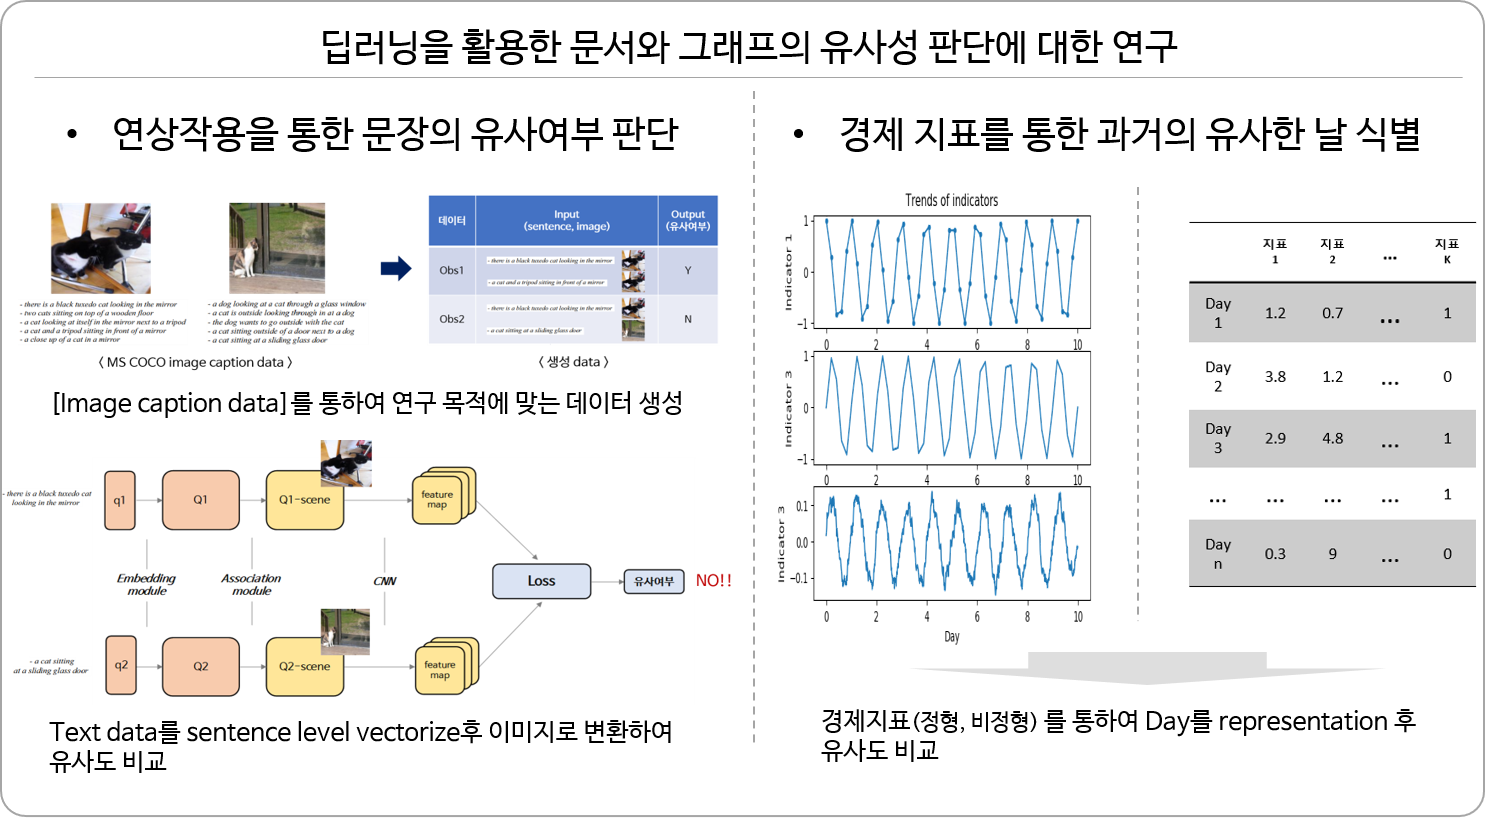 딥러닝을 활용한 문서와 그래프의 유사성 판단에 대한 연구
• 연상작용을 통한 문장의 유사여부 판단
- there is a black tuxedo cat looking in the mirror
- two cats sitting on top of a wooden floor
- a cat looking at itself in the mirror next to a tripod
- a cat and a tripod sitting in front of a mirror
- a close up of a cat in a mirror
- a dog looking at a cat through a glass window
- a cat is outside looking through in at a dog
- the dog wants to go outside with the cat
- a cat sitting outside of a door next to a dog
- a cat sitting at a sliding glass door
< MS COCO image caption data >
데이터 Input (sentence, image) Output (유사여부)
Obs1 - there is a black tuxedo cat looking in the mirror
- a cat and a tripod sitting in front of a mirror Y
Obs2 - there is a black tuxedo cat looking in the mirror
- a cat sitting at a sliding glass door N
< 생성 data >
[Image caption data]를 통하여 연구 목적에 맞는 데이터 생성
- there is a black tuxedo cat
looking in the mirror
q1 Q1 Q1-scene feature map
Embedding module
Association module
CNN
Loss 유사여부 NO!!
- a cat sitting
at a sliding glass door
q2 Q2 Q2-scene feature map
Text data를 sentence level vectorize후 이미지로 변환하여
유사도 비교
• 경제 지표를 통한 과거의 유사한 날 식별
Trends of indicators
Indicator 1
1
0
−1
0 2 4 6 8 10
Indicator 3
1
0
−1
0 2 4 6 8 10
Indicator 3
0.1
0.0
−0.1
0 2 4 6 8 10
Day
지표 1 지표 2 ... 지표 K
Day 1 1.2 0.7 ... 1
Day 2 3.8 1.2 ... 0
Day 3 2.9 4.8 ... 1
... ... ... ... 1
Day n 0.3 9 ... 0
경제지표(정형, 비정형) 를 통하여 Day를 representation 후
유사도 비교